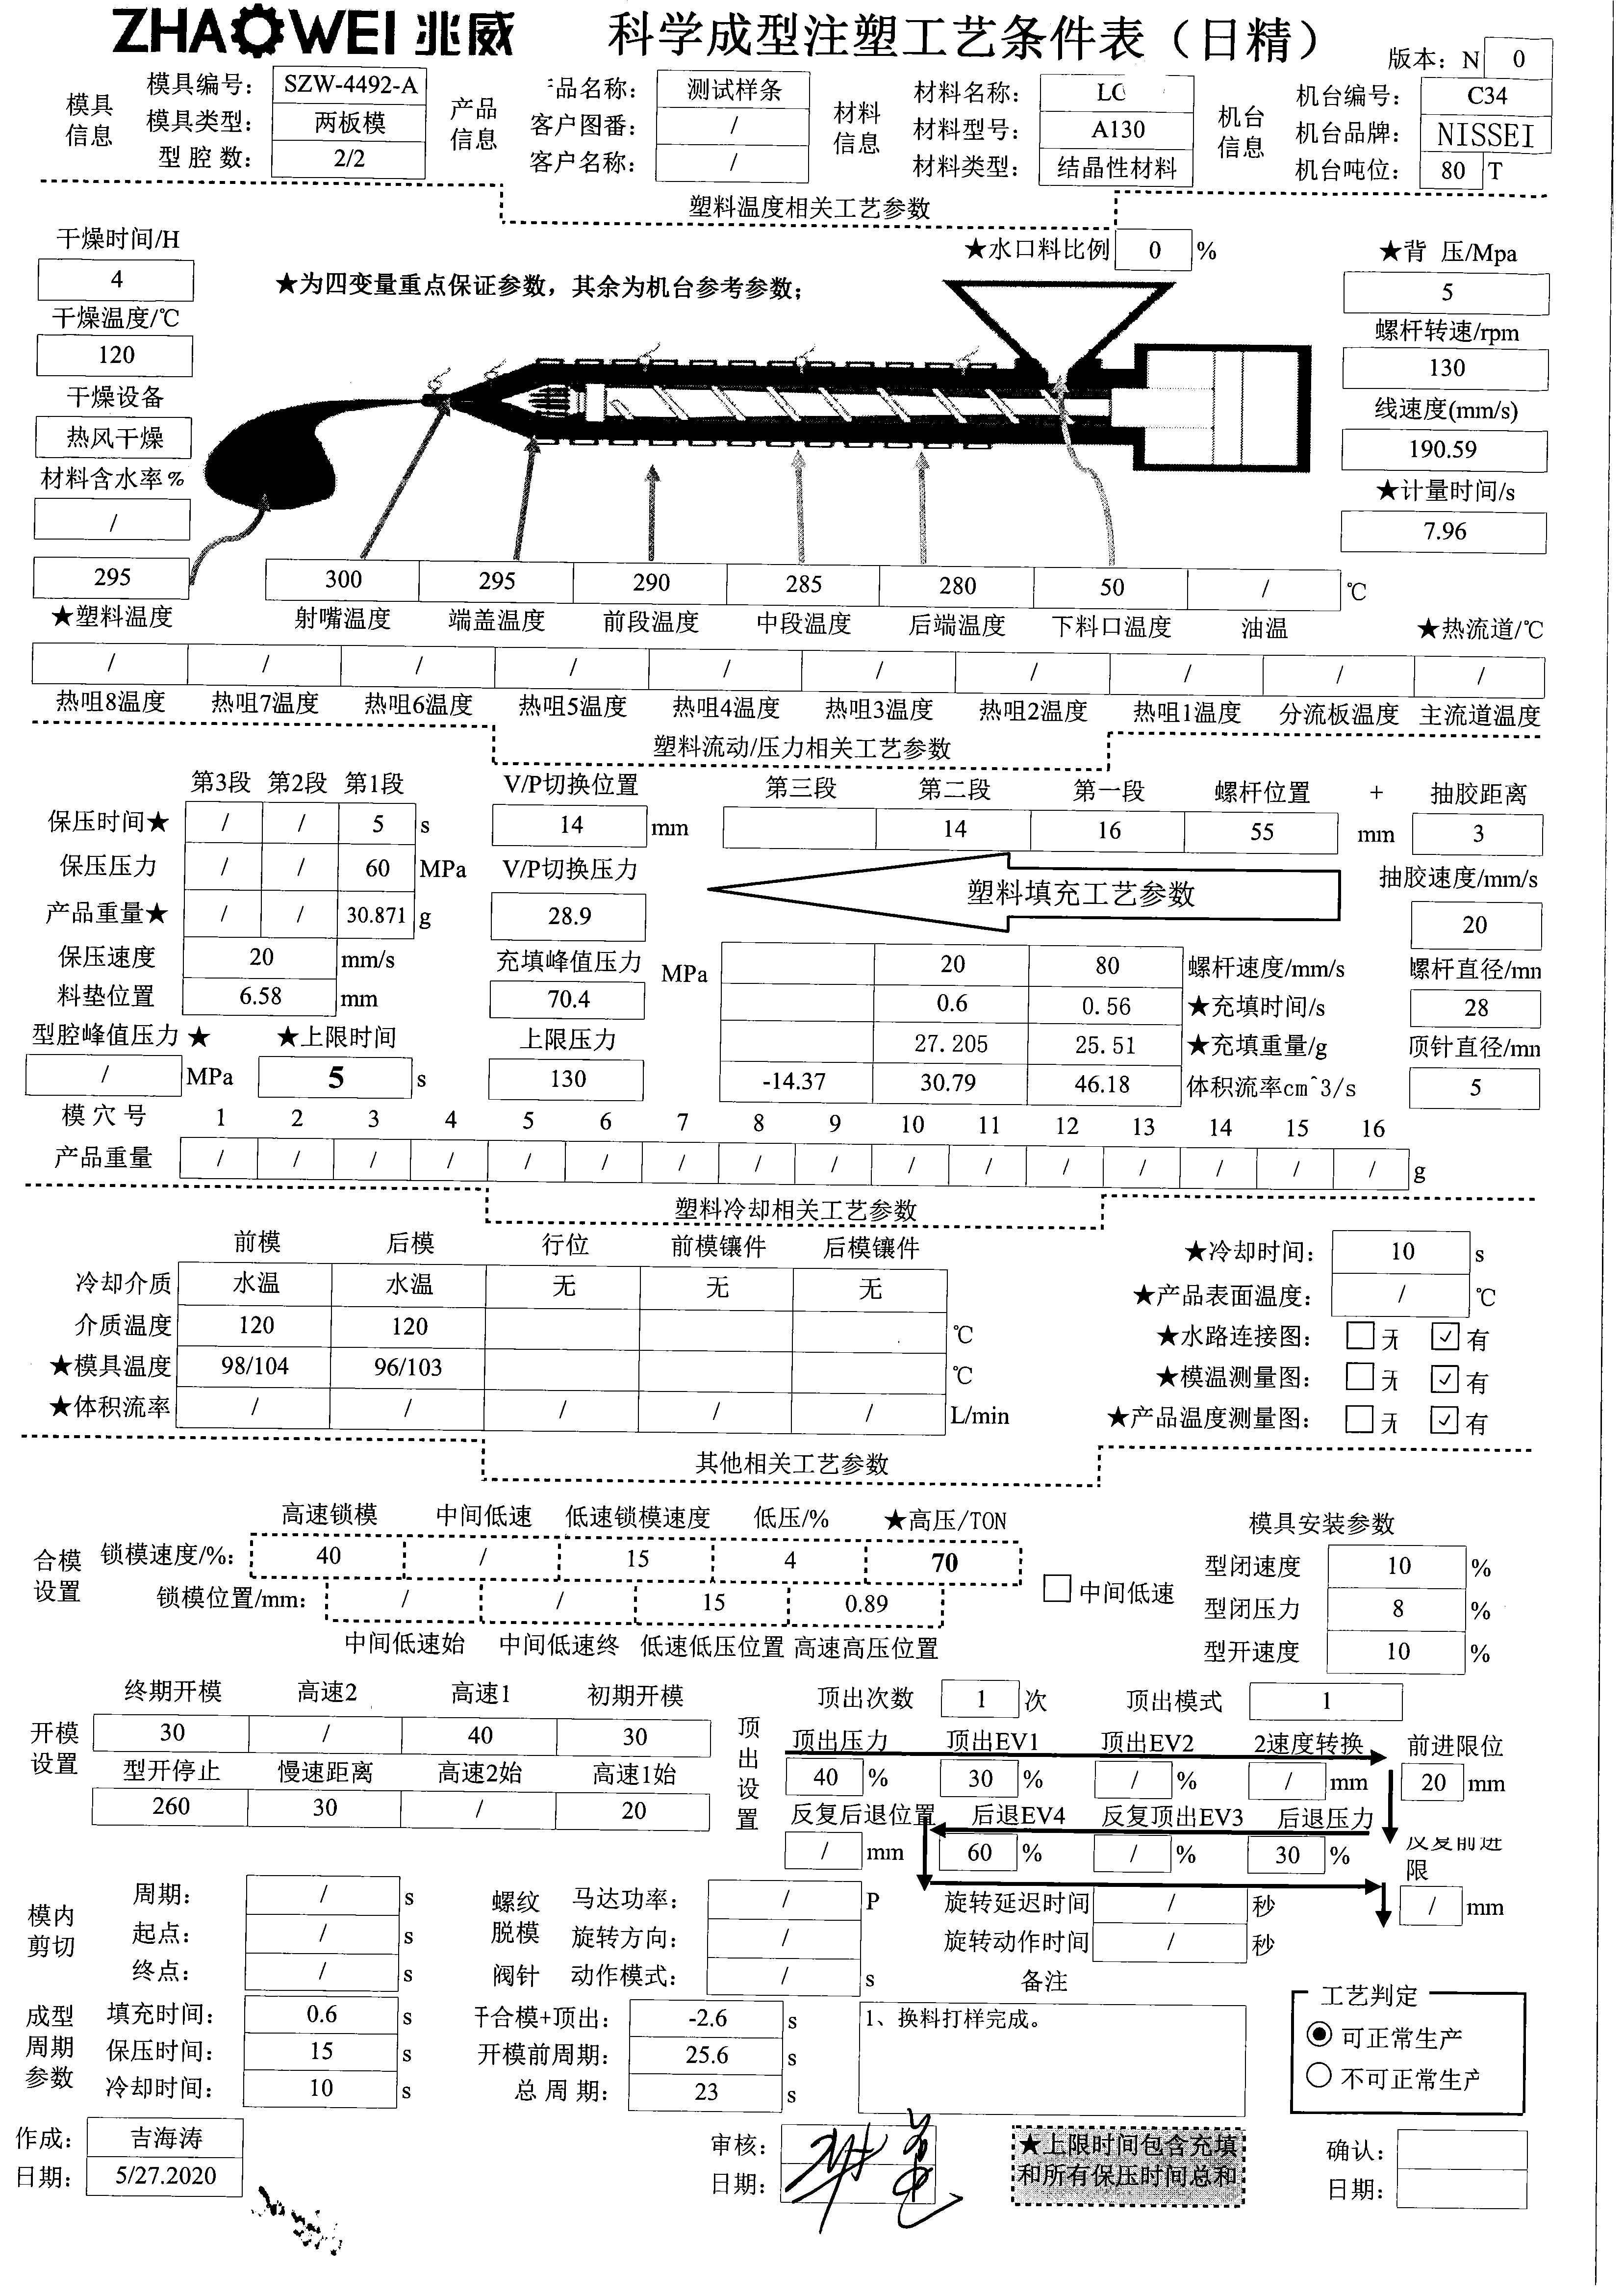 ZHAOWEI 兆威 科学成型注塑工艺条件表（日精）
版本: N 0
模具信息 产品信息 材料信息 机台信息
模具编号: SZW-4492-A 品名称: 测试样条 材料名称: LC 机台编号: C34
模具类型: 两板模 客户图番: / 材料型号: A130 机台品牌: NISSEI
型腔数: 2/2 客户名称: / 材料类型: 结晶性材料 机台吨位: 80 T
塑料温度相关工艺参数
干燥时间/H ★水口料比例 0 % ★背 压/Mpa
4 ★为四变量重点保证参数，其余为机台参考参数； 5
干燥温度/℃ 螺杆转速/rpm
120 130
干燥设备 线速度(mm/s)
热风干燥 190.59
材料含水率% ★计量时间/s
/ 7.96
295 300 295 290 285 280 50 / ℃
★塑料温度 射嘴温度 端盖温度 前段温度 中段温度 后端温度 下料口温度 油温 ★热流道/℃
/ / / / / / / / / /
热咀8温度 热咀7温度 热咀6温度 热咀5温度 热咀4温度 热咀3温度 热咀2温度 热咀1温度 分流板温度 主流道温度
塑料流动/压力相关工艺参数
第3段 第2段 第1段 V/P切换位置 第三段 第二段 第一段 螺杆位置 + 抽胶距离
保压时间★ / / 5 s 14 mm 14 16 55 mm 3
保压压力 / / 60 MPa V/P切换压力 塑料填充工艺参数 抽胶速度/mm/s
产品重量★ / / 30.871 g 28.9 20
保压速度 20 mm/s 充填峰值压力 MPa 20 80 螺杆速度/mm/s 螺杆直径/mn
料垫位置 6.58 mm 70.4 0.6 0.56 ★充填时间/s 28
型腔峰值压力★ ★上限时间 上限压力 27.205 25.51 ★充填重量/g 顶针直径/mn
/ MPa 5 s 130 -14.37 30.79 46.18 体积流率cm^3/s 5
模穴号 1 2 3 4 5 6 7 8 9 10 11 12 13 14 15 16
产品重量 / / / / / / / / / / / / / / / / g
塑料冷却相关工艺参数
前模 后模 行位 前模镶件 后模镶件 ★冷却时间: 10 s
冷却介质 水温 水温 无 无 无 ★产品表面温度: / ℃
介质温度 120 120 ℃ ★水路连接图: 无 ✓ 有
★模具温度 98/104 96/103 ℃ ★模温测量图: 无 ✓ 有
★体积流率 / / / / / L/min ★产品温度测量图: 无 ✓ 有
其他相关工艺参数
高速锁模 中间低速 低速锁模速度 低压/% ★高压/TON 模具安装参数
合模设置 锁模速度/%: 40 / 15 4 70 型闭速度 10 %
锁模位置/mm: / / 15 0.89 中间低速 型闭压力 8 %
中间低速始 中间低速终 低速低压位置 高速高压位置 型开速度 10 %
终期开模 高速2 高速1 初期开模 顶出次数 1 次 顶出模式 1
开模设置 30 / 40 30 顶出设置 顶出压力 顶出EV1 顶出EV2 2速度转换 前进限位
型开停止 慢速距离 高速2始 高速1始 40 % 30 % / % / mm 20 mm
260 30 / 20 反复后退位置 后退EV4 反复顶出EV3 后退压力 反复前进限
/ mm 60 % / % 30 % / mm
模内剪切 周期: / s 螺纹脱模 马达功率: / P 旋转延迟时间 / 秒
起点: / s 旋转方向: / 旋转动作时间 / 秒
终点: / s 阀针 动作模式: / s 备注
成型周期参数 填充时间: 0.6 s 合模+顶出: -2.6 s 1、换料打样完成。 工艺判定
保压时间: 15 s 开模前周期: 25.6 s 可正常生产
冷却时间: 10 s 总周期: 23 s 不可正常生产
作成: 吉海涛 审核: ★上限时间包含充填和所有保压时间总和 确认:
日期: 5/27.2020 日期: 日期: